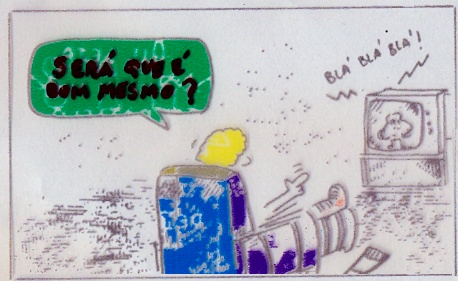 SERÁ QUE É
BOM MESMO?
BLÁ BLÁ BLÁ!